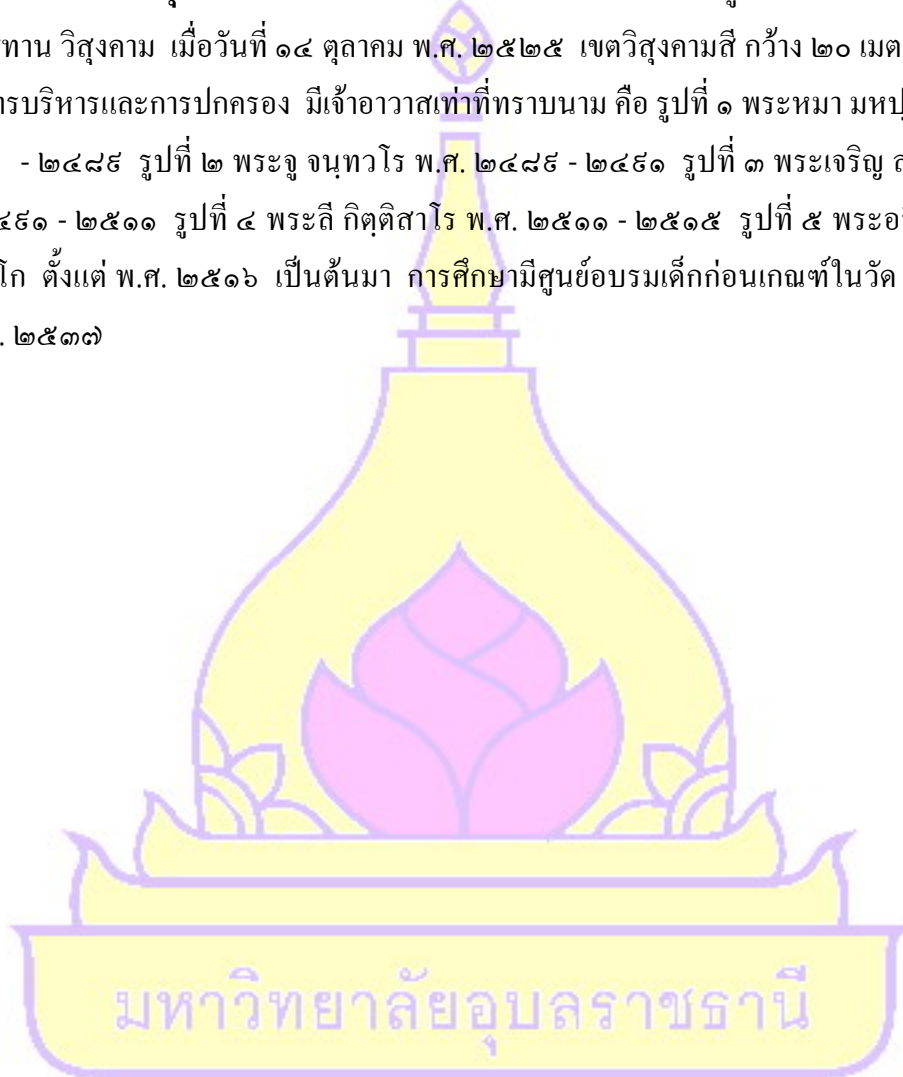 ทาน วิสุงคาม เมื่อวันที่ ๑๔ ตุลาคม พ.ศ. ๒๕๒๕ เขตวิสุงคามสี กว้าง ๒๐ เมต
ารบริหารและการปกครอง มีเจ้าอาวาสเท่าที่ทราบนาม คือ รูปที่ ๑ พระหมา มหป
- ๒๔๘๙ รูปที่ ๒ พระจู จนฺทวโร พ.ศ. ๒๔๘๙ - ๒๔๙๑ รูปที่ ๓ พระเจริญ
๔๙๑ - ๒๕๑๑ รูปที่ ๔ พระลี กิตฺติสาโร พ.ศ. ๒๕๑๑ - ๒๕๑๕ รูปที่ ๕ พระอ
โก ตั้งแต่ พ.ศ. ๒๕๑๖ เป็นต้นมา การศึกษามีศูนย์อบรมเด็กก่อนเกณฑ์ในวัด
. ๒๕๓๗
มหาวิทยาลัยอุบลราชธานี